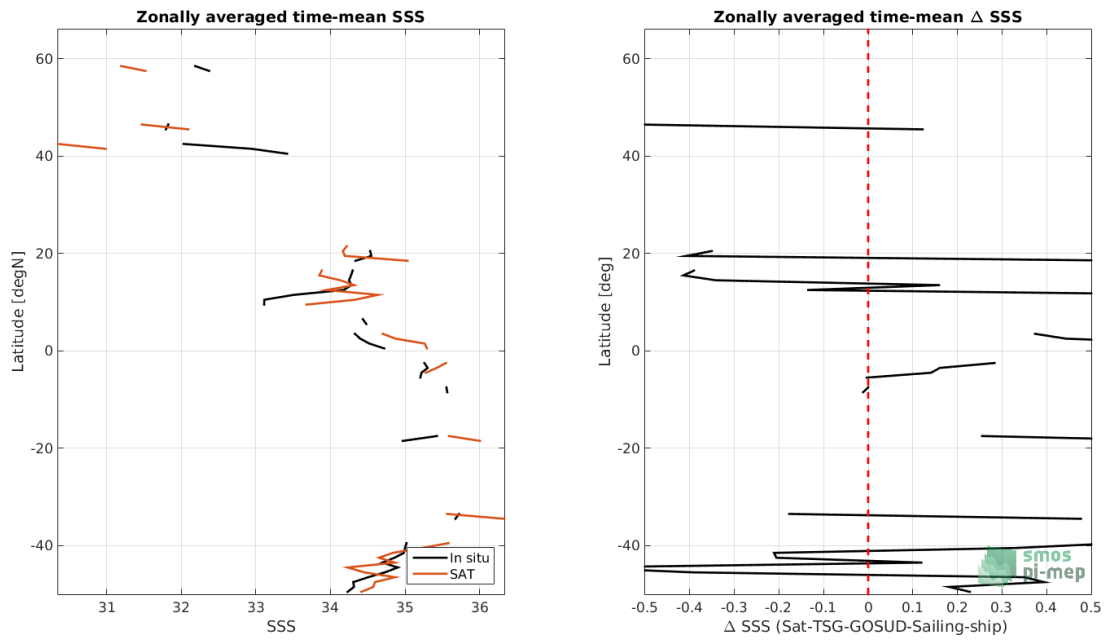 Zonally averaged time-mean SSS
60
40
20
0
-20
-40
31
32
33
34
35
36
Latitude [degN]
SSS
In situ
SAT
Zonally averaged time-mean Δ SSS
60
40
20
0
-20
-40
-0.5
-0.4
-0.3
-0.2
-0.1
0
0.1
0.2
0.3
0.4
0.5
Latitude [deg]
Δ SSS (Sat-TSG-GOSUD-Sailing-ship)
smos
pi-mep